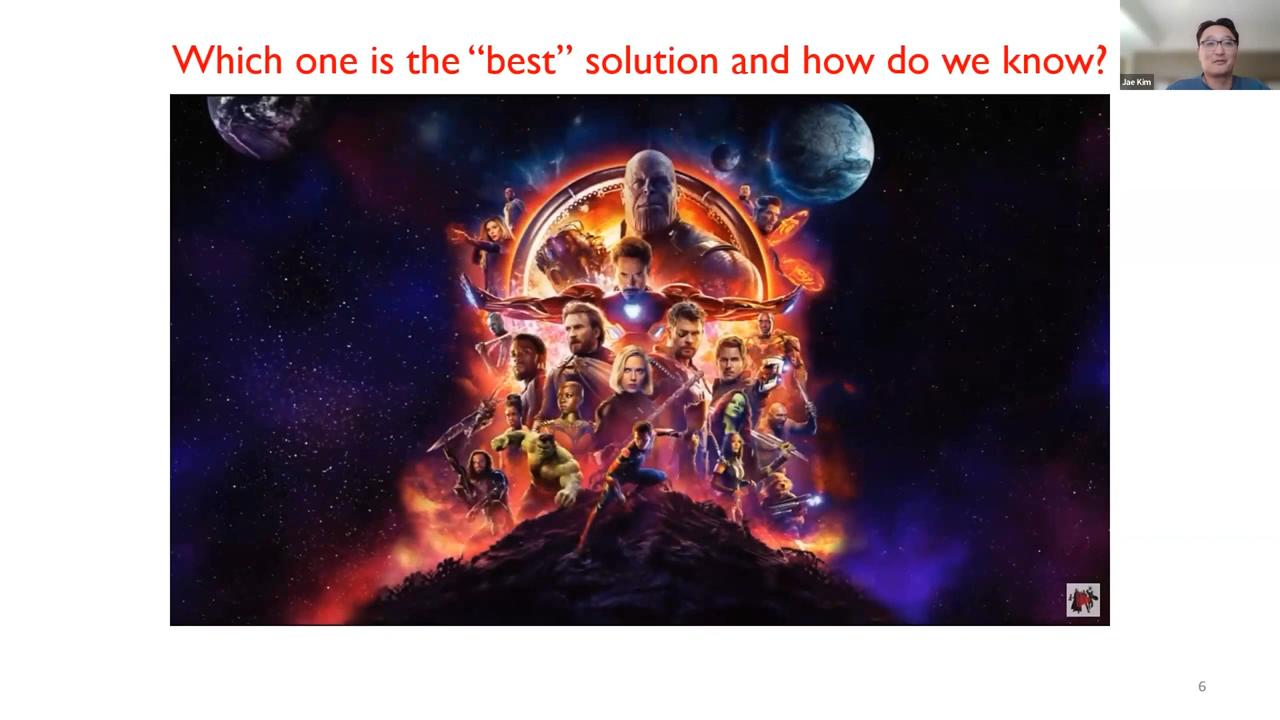 Which one is the “best” solution and how do we know?
Jae Kim
6